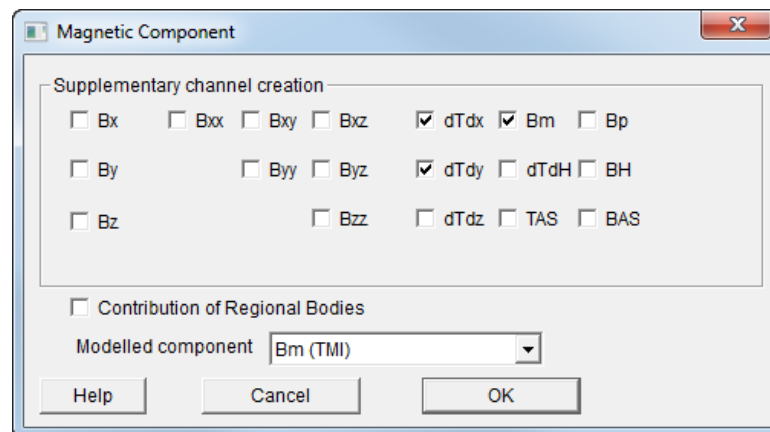 Magnetic Component
Supplementary channel creation
Bx Bxx Bxy Bxz dTdx Bm Bp
By Byy Byz dTdy dTdH BH
Bz Bzz dTdz TAS BAS
Contribution of Regional Bodies
Modelled component Bm (TMI)
Help Cancel OK